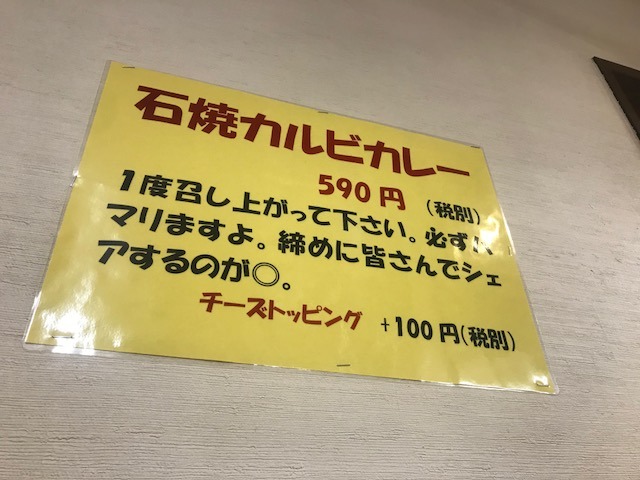 石焼カルビカレー
590円 (税別)
1度召し上がって下さい。必ずハ
マリますよ。締めに皆さんでシェ
アするのが◎。
チーズトッピング +100円(税別)